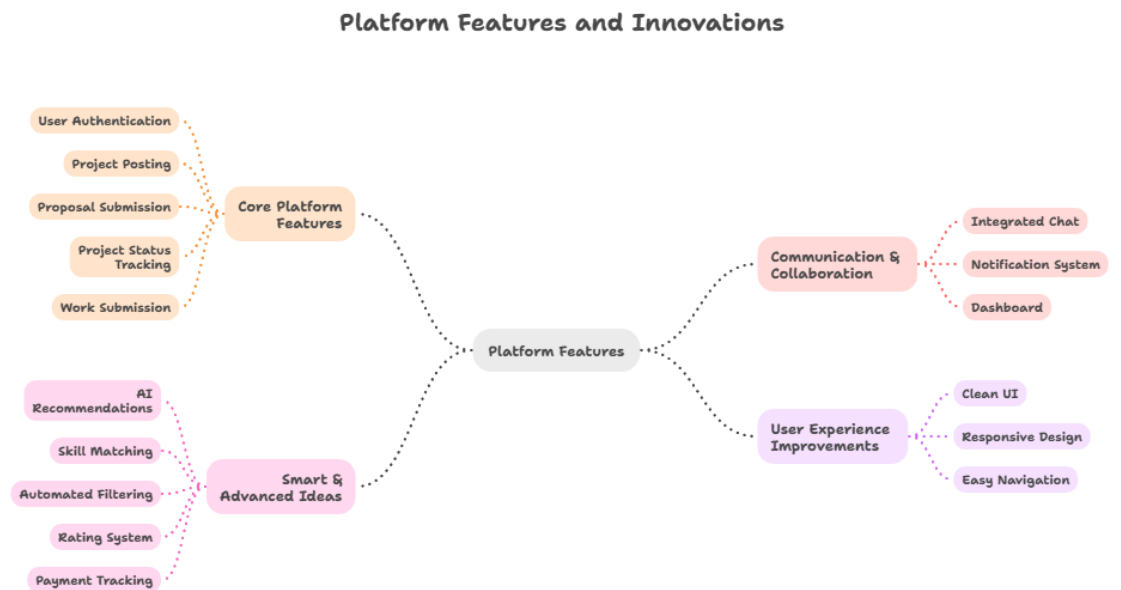 Platform Features and Innovations
User Authentication
Project Posting
Proposal Submission
Project Status
Tracking
Work Submission
Core Platform
Features
AI
Recommendations
Skill Matching
Automated Filtering
Rating System
Payment Tracking
Smart &
Advanced Ideas
Platform Features
Communication &
Collaboration
Integrated Chat
Notification System
Dashboard
User Experience
Improvements
Clean UI
Responsive Design
Easy Navigation